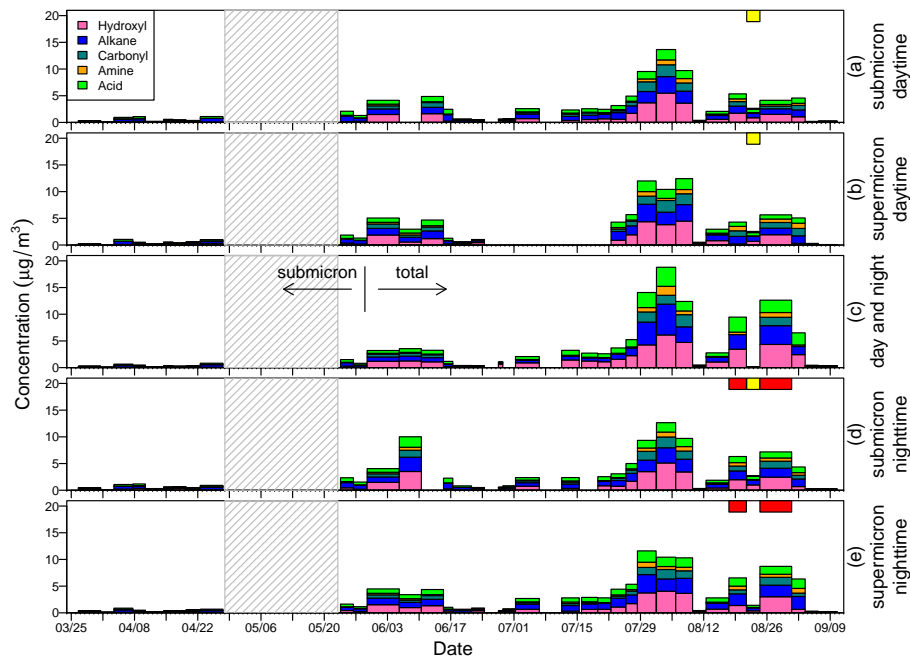 Hydroxyl
Alkane
Carbonyl
Amine
Acid
0 5 10 15 20
(a)
submicron
daytime
0 5 10 15 20
(b)
supermicron
daytime
0 5 10 15 20
submicron
total
(c)
day and night
0 5 10 15 20
(d)
submicron
nighttime
0 5 10 15 20
(e)
supermicron
nighttime
Concentration (μg/m³)
03/25 04/08 04/22 05/06 05/20 06/03 06/17 07/01 07/15 07/29 08/12 08/26 09/09
Date